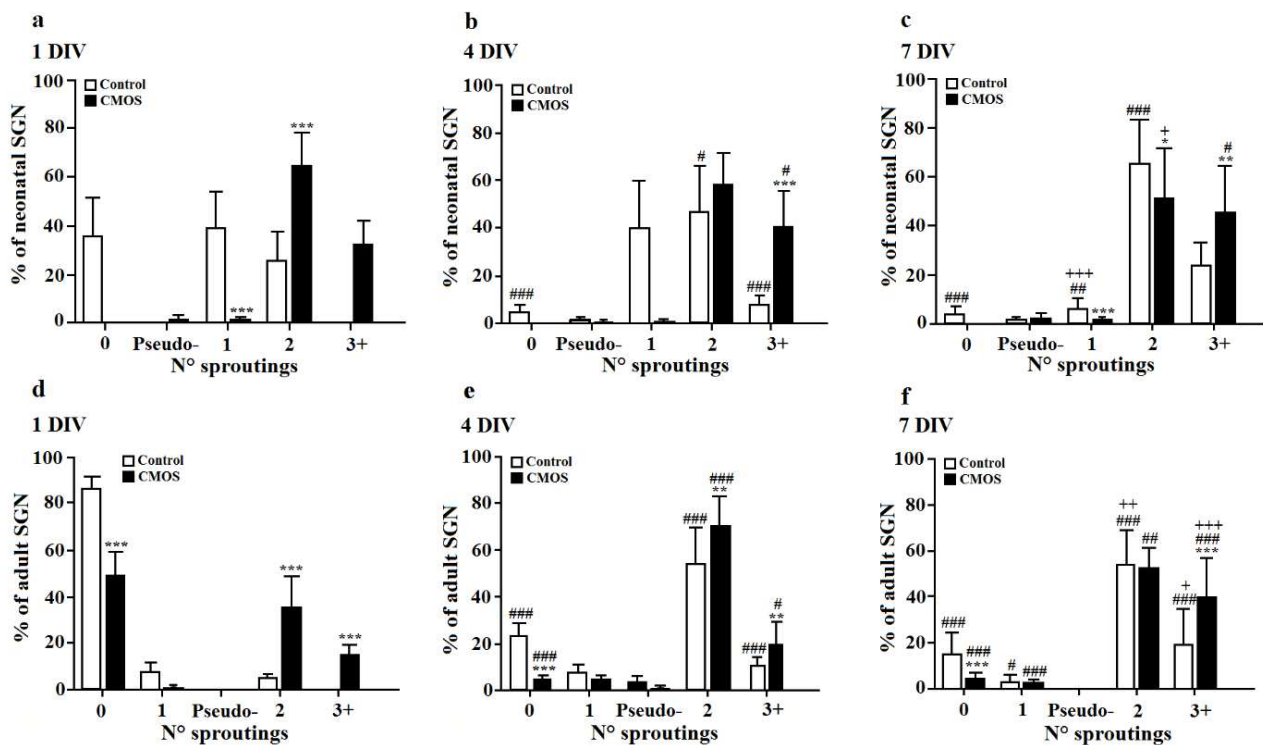 a
1 DIV
% of neonatal SGN
100
80
60
40
20
0
Control
CMOS
***
***
0 Pseudo- 1 2 3+
N° sproutings
b
4 DIV
% of neonatal SGN
100
80
60
40
20
0
Control
CMOS
###
#
###
#
***
0 Pseudo- 1 2 3+
N° sproutings
c
7 DIV
% of neonatal SGN
100
80
60
40
20
0
Control
CMOS
###
+++
##
***
###
+
*
#
**
0 Pseudo- 1 2 3+
N° sproutings
d
1 DIV
% of adult SGN
100
80
60
40
20
0
Control
CMOS
***
***
***
0 1 Pseudo- 2 3+
N° sproutings
e
4 DIV
% of adult SGN
100
80
60
40
20
0
Control
CMOS
###
###
***
###
###
**
###
#
**
0 1 Pseudo- 2 3+
N° sproutings
f
7 DIV
% of adult SGN
100
80
60
40
20
0
Control
CMOS
###
###
***
#
###
++
###
##
+
###
+++
###
***
0 1 Pseudo- 2 3+
N° sproutings